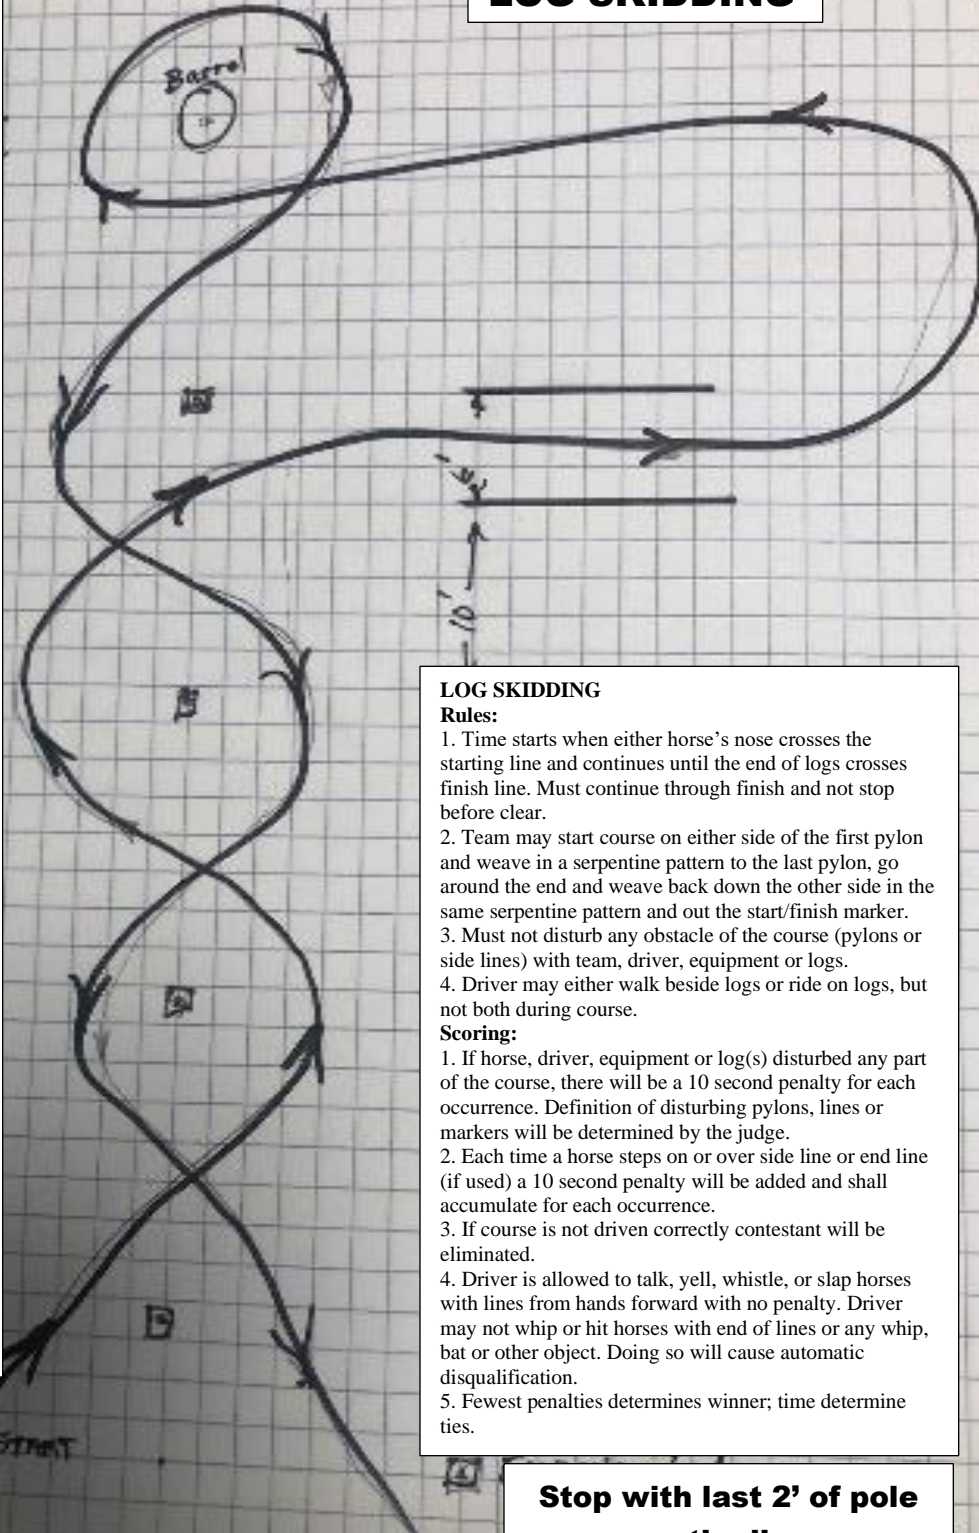 LOG SKIDDING
Barrel
10'
LOG SKIDDING
Rules:
1. Time starts when either horse’s nose crosses the
starting line and continues until the end of logs crosses
finish line. Must continue through finish and not stop
before clear.
2. Team may start course on either side of the first pylon
and weave in a serpentine pattern to the last pylon, go
around the end and weave back down the other side in the
same serpentine pattern and out the start/finish marker.
3. Must not disturb any obstacle of the course (pylons or
side lines) with team, driver, equipment or logs.
4. Driver may either walk beside logs or ride on logs, but
not both during course.
Scoring:
1. If horse, driver, equipment or log(s) disturbed any part
of the course, there will be a 10 second penalty for each
occurrence. Definition of disturbing pylons, lines or
markers will be determined by the judge.
2. Each time a horse steps on or over side line or end line
(if used) a 10 second penalty will be added and shall
accumulate for each occurrence.
3. If course is not driven correctly contestant will be
eliminated.
4. Driver is allowed to talk, yell, whistle, or slap horses
with lines from hands forward with no penalty. Driver
may not whip or hit horses with end of lines or any whip,
bat or other object. Doing so will cause automatic
disqualification.
5. Fewest penalties determines winner; time determine
ties.
START
Stop with last 2’ of pole